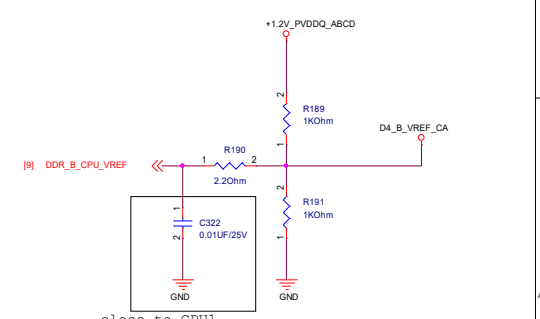 +1.2V_PVDDQ_ABCD
2
R189
1KOhm
1
D4_B_VREF_CA
R190
[9] DDR_B_CPU_VREF
1
2
2.2Ohm
2
R191
1KOhm
1
1
C322
0.01UF/25V
2
GND
GND